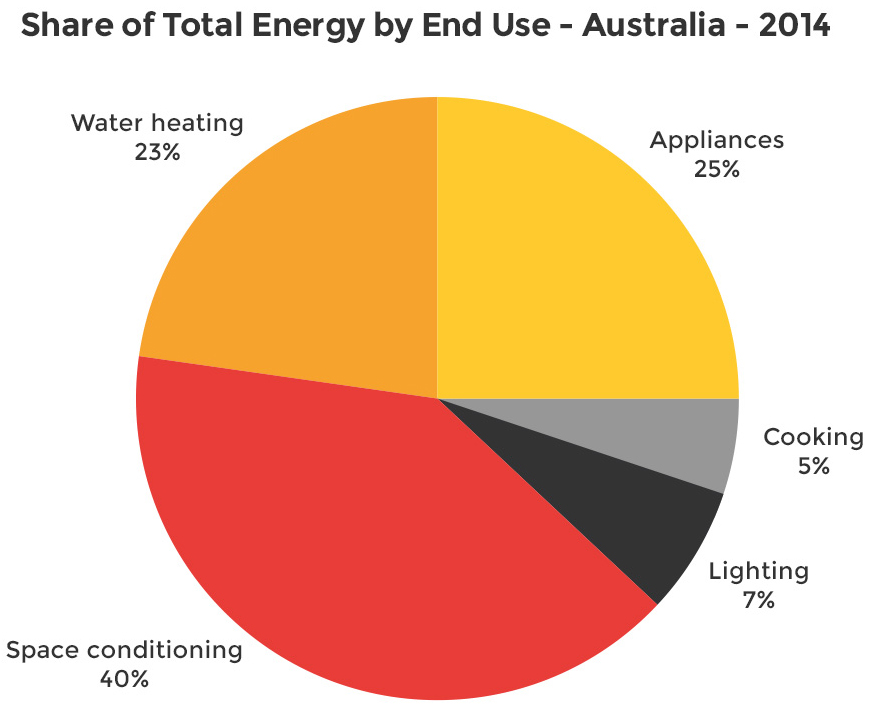 Share of Total Energy by End Use - Australia - 2014
Water heating
23%
Appliances
25%
Cooking
5%
Lighting
7%
Space conditioning
40%